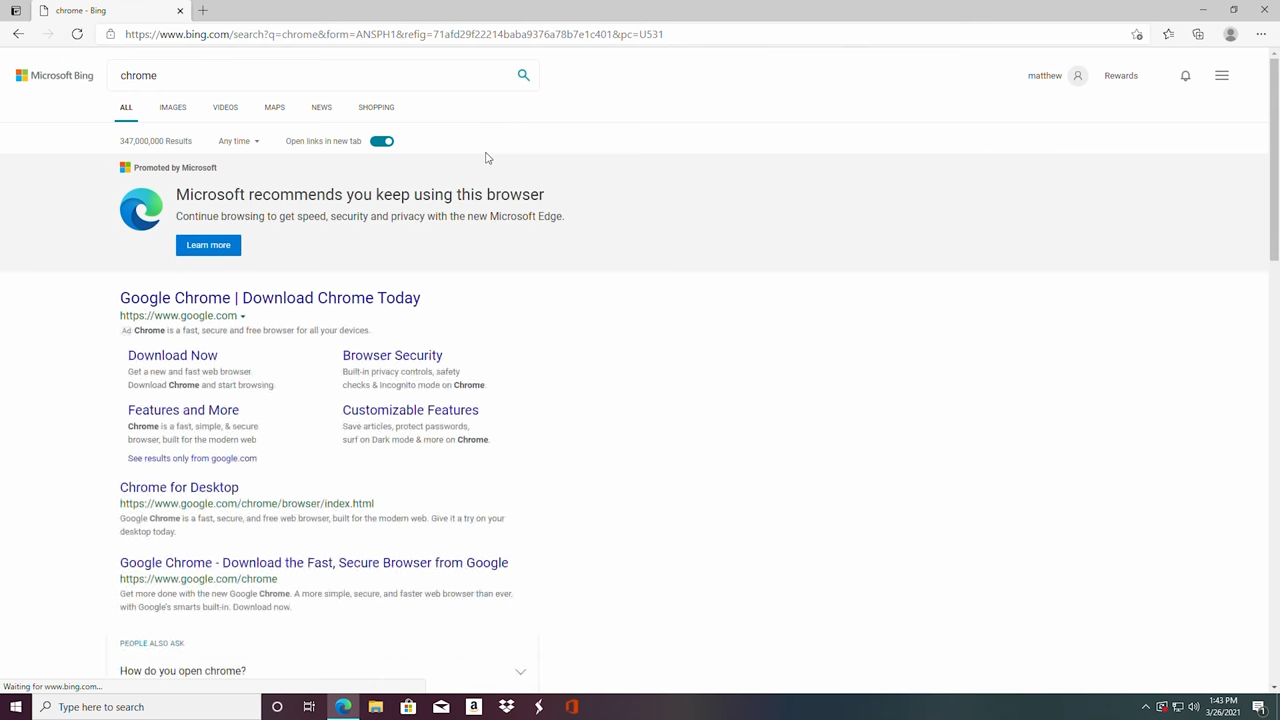 chrome - Bing
https://www.bing.com/search?q=chrome&form=ANSPH1&refig=71afd29f22214baba9376a78b7e1c401&pc=U531
Microsoft Bing
chrome
matthew
Rewards
ALL IMAGES VIDEOS MAPS NEWS SHOPPING
347,000,000 Results Any time Open links in new tab
Promoted by Microsoft
Microsoft recommends you keep using this browser
Continue browsing to get speed, security and privacy with the new Microsoft Edge.
Learn more
Google Chrome | Download Chrome Today
https://www.google.com
Ad Chrome is a fast, secure and free browser for all your devices.
Download Now
Get a new and fast web browser
Download Chrome and start browsing.
Browser Security
Built-in privacy controls, safety
checks & Incognito mode on Chrome.
Features and More
Chrome is a fast, simple, & secure
browser, built for the modern web
Customizable Features
Save articles, protect passwords,
surf on Dark mode & more on Chrome.
See results only from google.com
Chrome for Desktop
https://www.google.com/chrome/browser/index.html
Google Chrome is a fast, secure, and free web browser, built for the modern web. Give it a try on your
desktop today.
Google Chrome - Download the Fast, Secure Browser from Google
https://www.google.com/chrome
Get more done with the new Google Chrome. A more simple, secure, and faster web browser than ever,
with Google's smarts built-in. Download now.
PEOPLE ALSO ASK
How do you open chrome?
Waiting for www.bing.com...
Type here to search
a
1:43 PM
3/26/2021